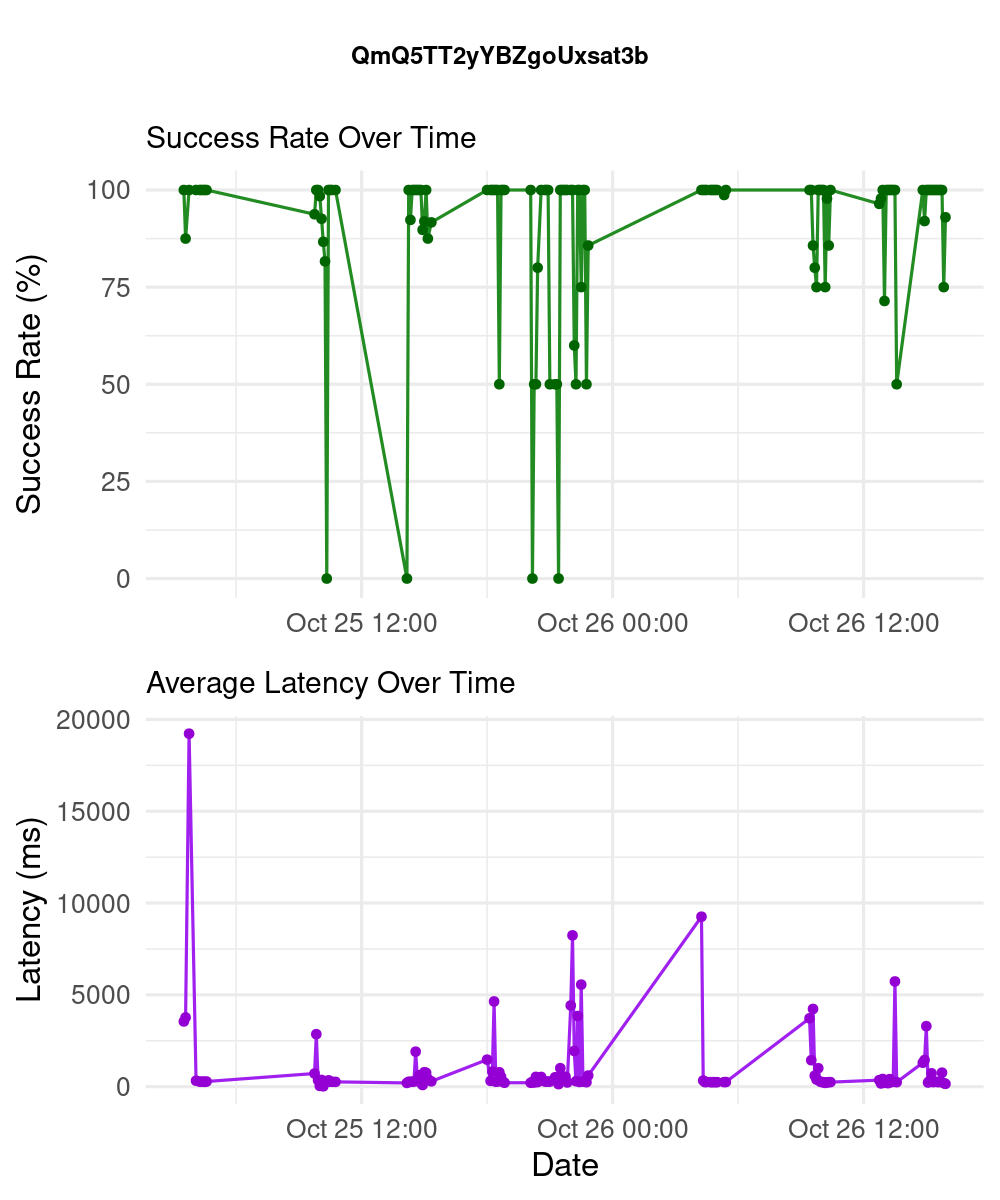 QmQ5TT2yYBZgoUxsat3b
Success Rate Over Time
Success Rate (%)
100
75
50
25
0
Oct 25 12:00 Oct 26 00:00 Oct 26 12:00
Average Latency Over Time
Latency (ms)
20000
15000
10000
5000
0
Oct 25 12:00 Oct 26 00:00 Oct 26 12:00
Date